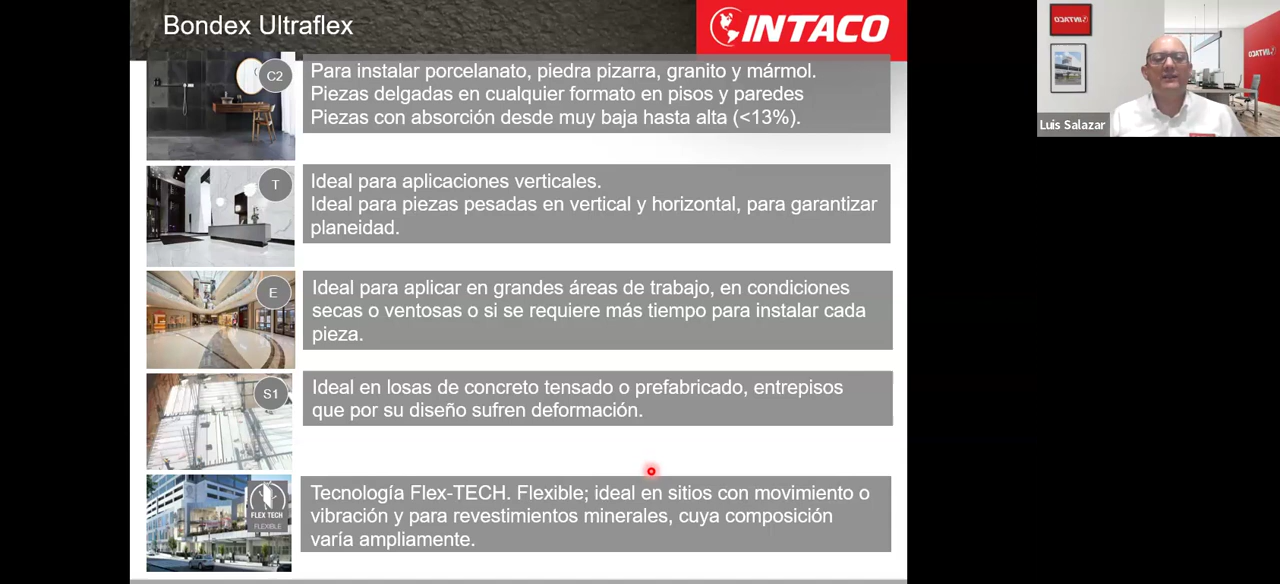 Bondex Ultraflex
INTACO
C2
Para instalar porcelanato, piedra pizarra, granito y mármol.
Piezas delgadas en cualquier formato en pisos y paredes
Piezas con absorción desde muy baja hasta alta (<13%).
T
Ideal para aplicaciones verticales.
Ideal para piezas pesadas en vertical y horizontal, para garantizar
planeidad.
E
Ideal para aplicar en grandes áreas de trabajo, en condiciones
secas o ventosas o si se requiere más tiempo para instalar cada
pieza.
S1
Ideal en losas de concreto tensado o prefabricado, entrepisos
que por su diseño sufren deformación.
FLEX TECH
FLEXIBLE
Tecnología Flex-TECH. Flexible; ideal en sitios con movimiento o
vibración y para revestimientos minerales, cuya composición
varía ampliamente.
INTACO
INTACO
Luis Salazar